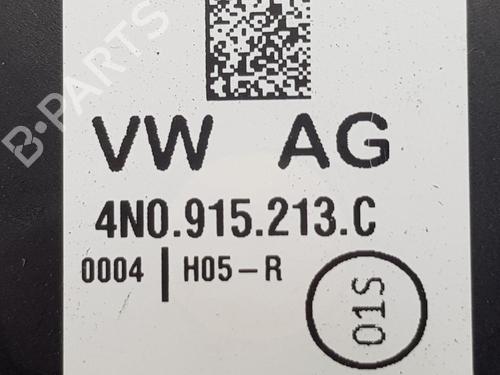 B-PARTS
VW AG
4N0.915.213.C
0004 | H05-R
01S